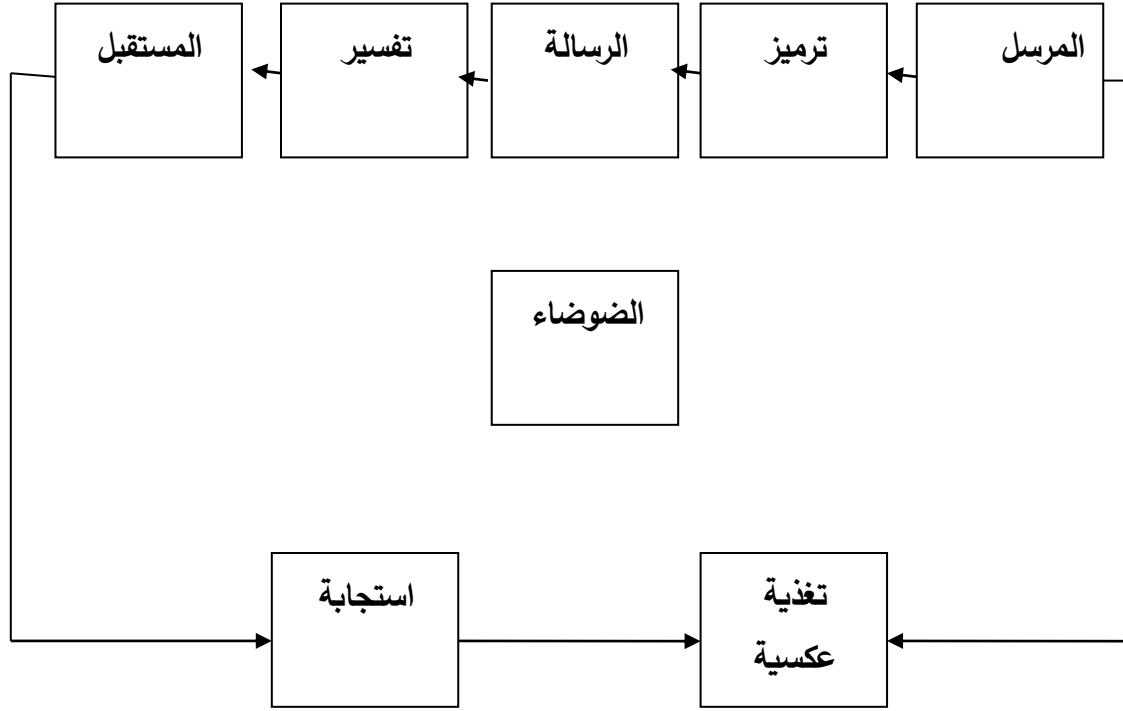 المرسل
ترميز
الرسالة
تفسير
المستقبل
الضوضاء
تغذية
عكسية
استجابة